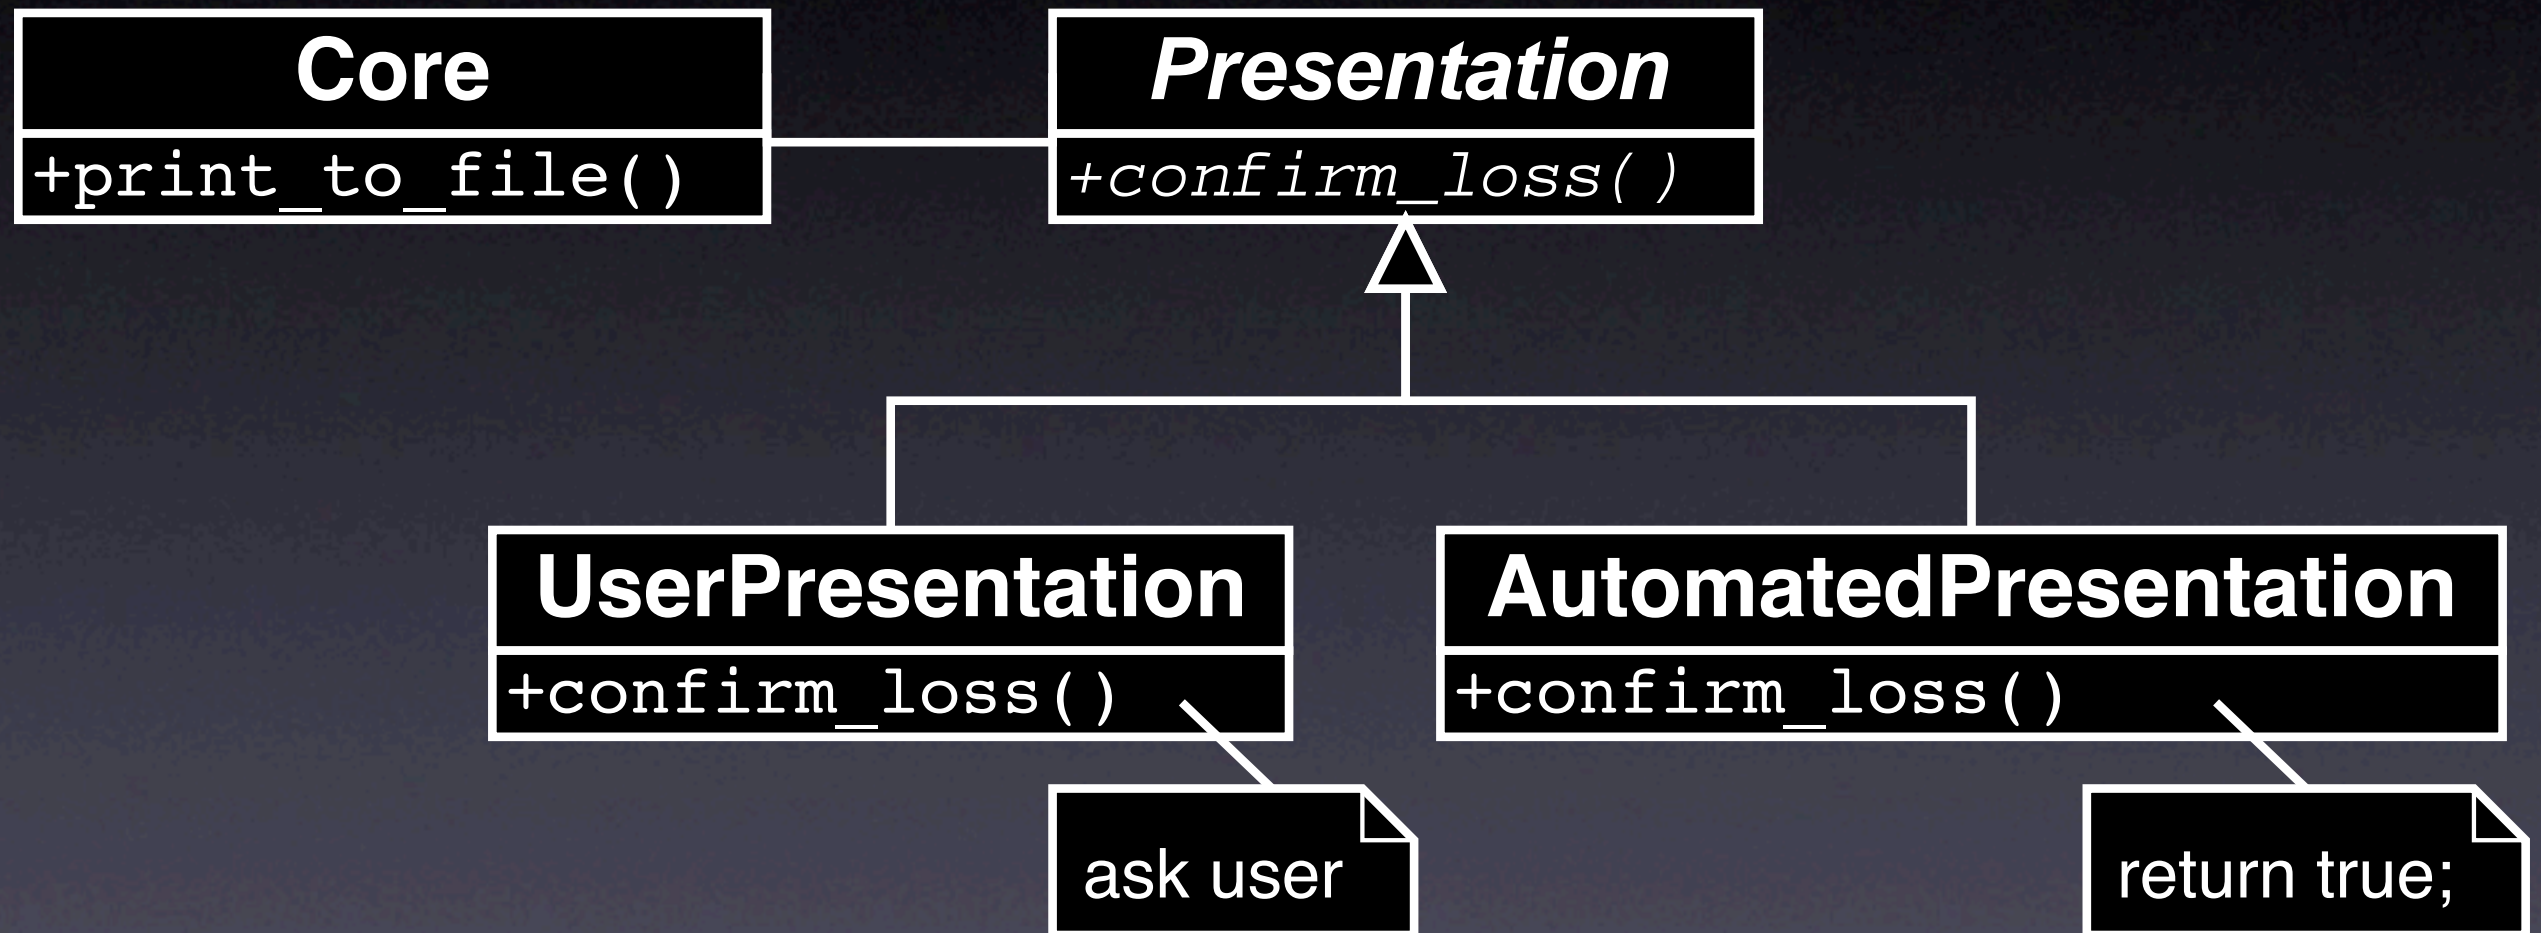 Core
+print_to_file()
Presentation
+confirm_loss()
UserPresentation
+confirm_loss()
AutomatedPresentation
+confirm_loss()
ask user
return true;